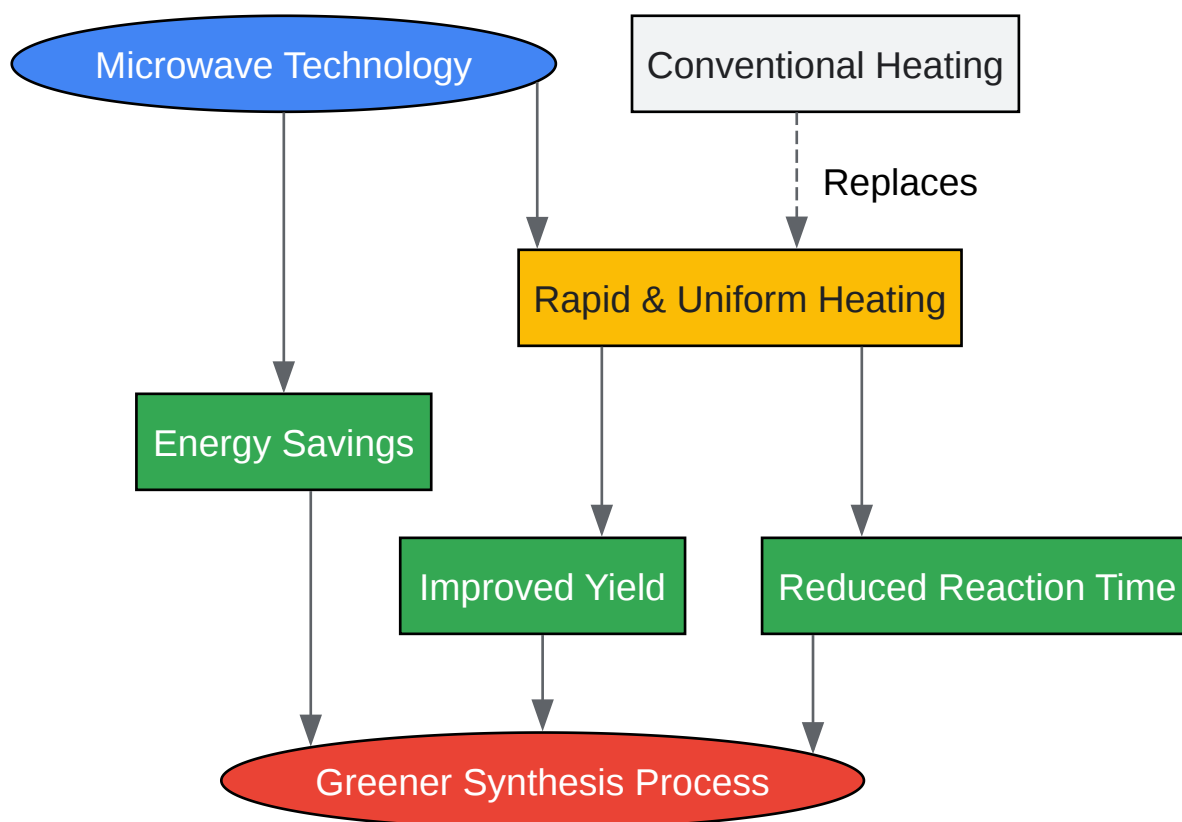 Microwave Technology
Conventional Heating
Replaces
Rapid & Uniform Heating
Energy Savings
Improved Yield
Reduced Reaction Time
Greener Synthesis Process